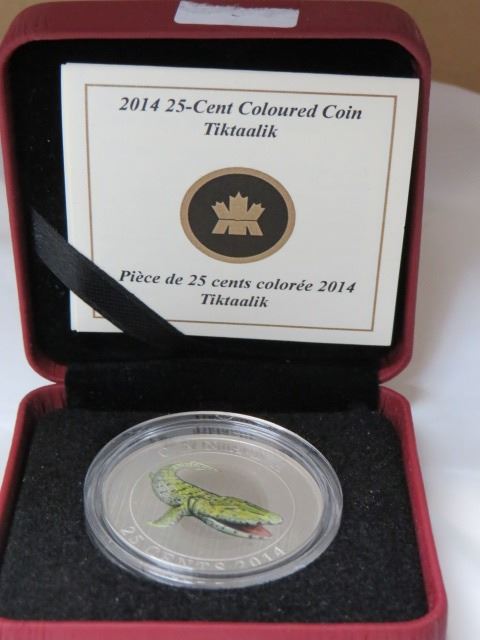 2014 25-Cent Coloured Coin
Tiktaalik
Pièce de 25 cents colorée 2014
Tiktaalik
25 CENTS 2014